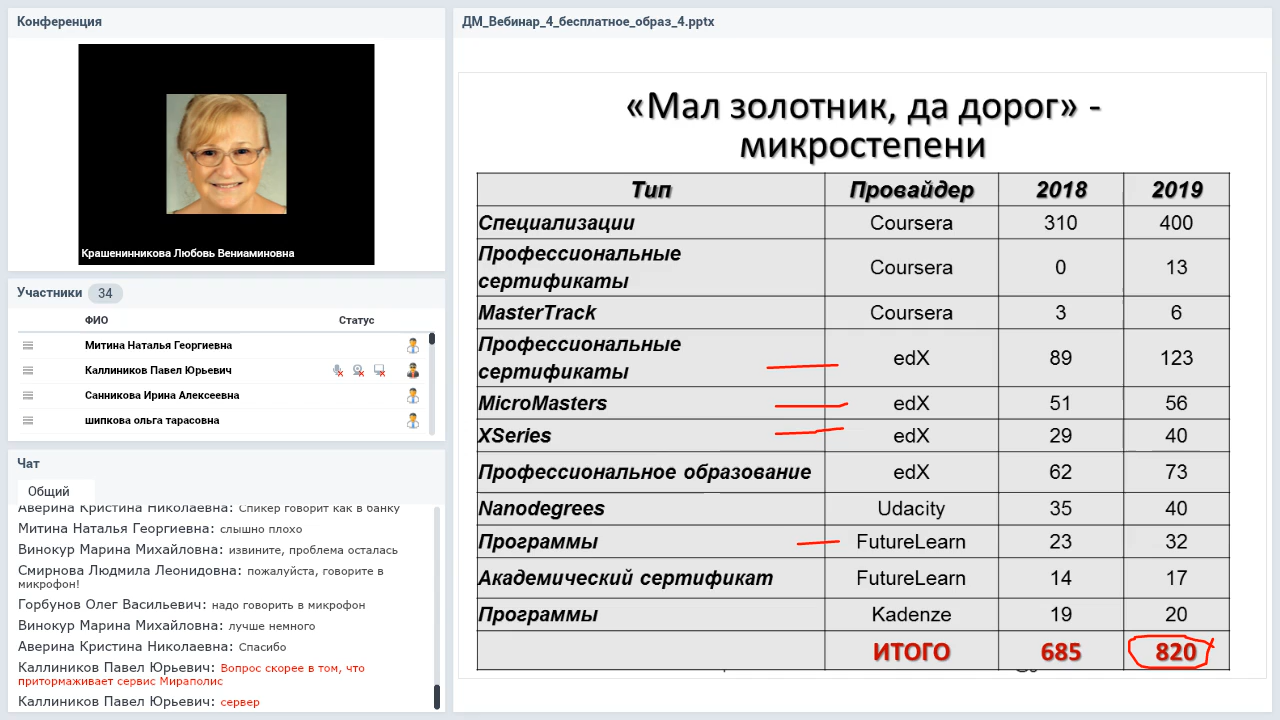 Конференция
Крашенинникова Любовь Вениаминовна
Участники 34
ФИО Статус
Митина Наталья Георгиевна
Каллиников Павел Юрьевич
Санникова Ирина Алексеевна
шипкова ольга тарасовна
Чат
Общий
Аверина Кристина Николаевна: Спикер говорит как в банку
Митина Наталья Георгиевна: слышно плохо
Винокур Марина Михайловна: извините, проблема осталась
Смирнова Людмила Леонидовна: пожалуйста, говорите в
микрофон!
Горбунов Олег Васильевич: надо говорить в микрофон
Винокур Марина Михайловна: лучше немного
Аверина Кристина Николаевна: Спасибо
Каллиников Павел Юрьевич: Вопрос скорее в том, что
притормаживает сервис Мираполис
Каллиников Павел Юрьевич: сервер
ДМ_Вебинар_4_бесплатное_образ_4.pptx
«Мал золотник, да дорог» -
микростепени
Тип Провайдер 2018 2019
Специализации Coursera 310 400
Профессиональные
сертификаты Coursera 0 13
MasterTrack Coursera 3 6
Профессиональные
сертификаты edX 89 123
MicroMasters edX 51 56
XSeries edX 29 40
Профессиональное образование edX 62 73
Nanodegrees Udacity 35 40
Программы FutureLearn 23 32
Академический сертификат FutureLearn 14 17
Программы Kadenze 19 20
ИТОГО 685 820